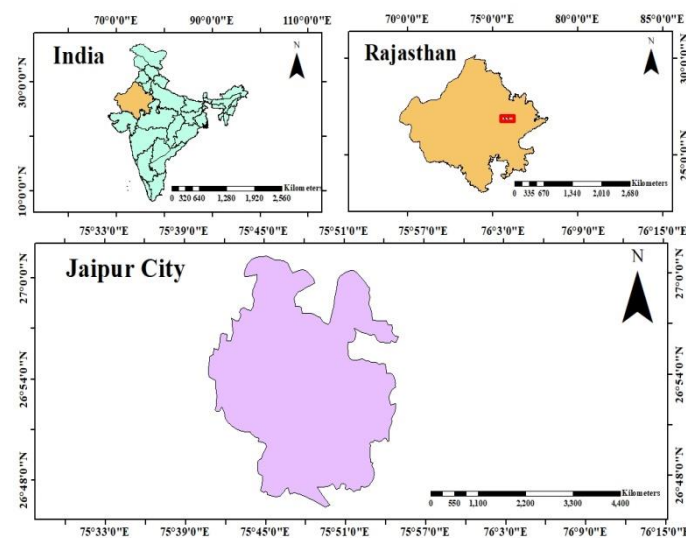 70°0'0"E 90°0'0"E 110°0'0"E
India
N
30°0'0"N
10°0'0"N
Kilometers
0 320 640 1,280 1,920 2,560
70°0'0"E 75°0'0"E 80°0'0"E 85°0'0"E
Rajasthan
N
25°0'0"N
Kilometers
0 335 670 1,340 2,010 2,680
75°33'0"E 75°39'0"E 75°45'0"E 75°51'0"E 75°57'0"E 76°3'0"E 76°9'0"E 76°15'0"E
Jaipur City
N
27°0'0"N 27°0'0"N
26°54'0"N 26°54'0"N
26°48'0"N 26°48'0"N
Kilometers
0 550 1,100 2,200 3,300 4,400
75°33'0"E 75°39'0"E 75°45'0"E 75°51'0"E 75°57'0"E 76°3'0"E 76°9'0"E 76°15'0"E